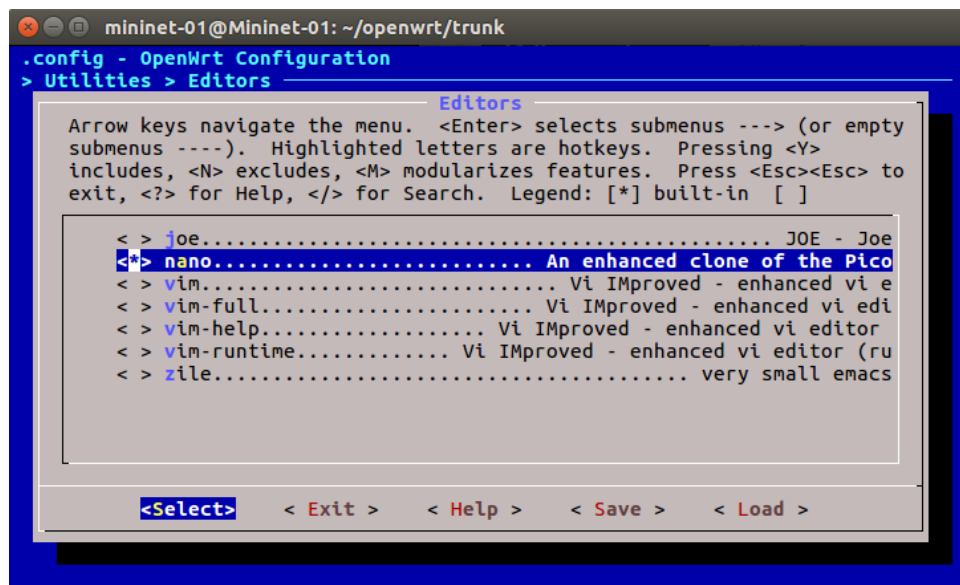 mininet-01@Mininet-01: ~/openwrt/trunk
.config - OpenWrt Configuration
> Utilities > Editors
Editors
Arrow keys navigate the menu.  <Enter> selects submenus ---> (or empty
submenus ----).  Highlighted letters are hotkeys.  Pressing <Y>
includes, <N> excludes, <M> modularizes features.  Press <Esc><Esc> to
exit, <?> for Help, </> for Search.  Legend: [*] built-in  [ ]
< > joe................................................ JOE - Joe
<*> nano........................... An enhanced clone of the Pico
< > vim.............................. Vi IMproved - enhanced vi e
< > vim-full....................... Vi IMproved - enhanced vi edi
< > vim-help................... Vi IMproved - enhanced vi editor
< > vim-runtime............. Vi IMproved - enhanced vi editor (ru
< > zile........................................ very small emacs
<Select>    < Exit >    < Help >    < Save >    < Load >